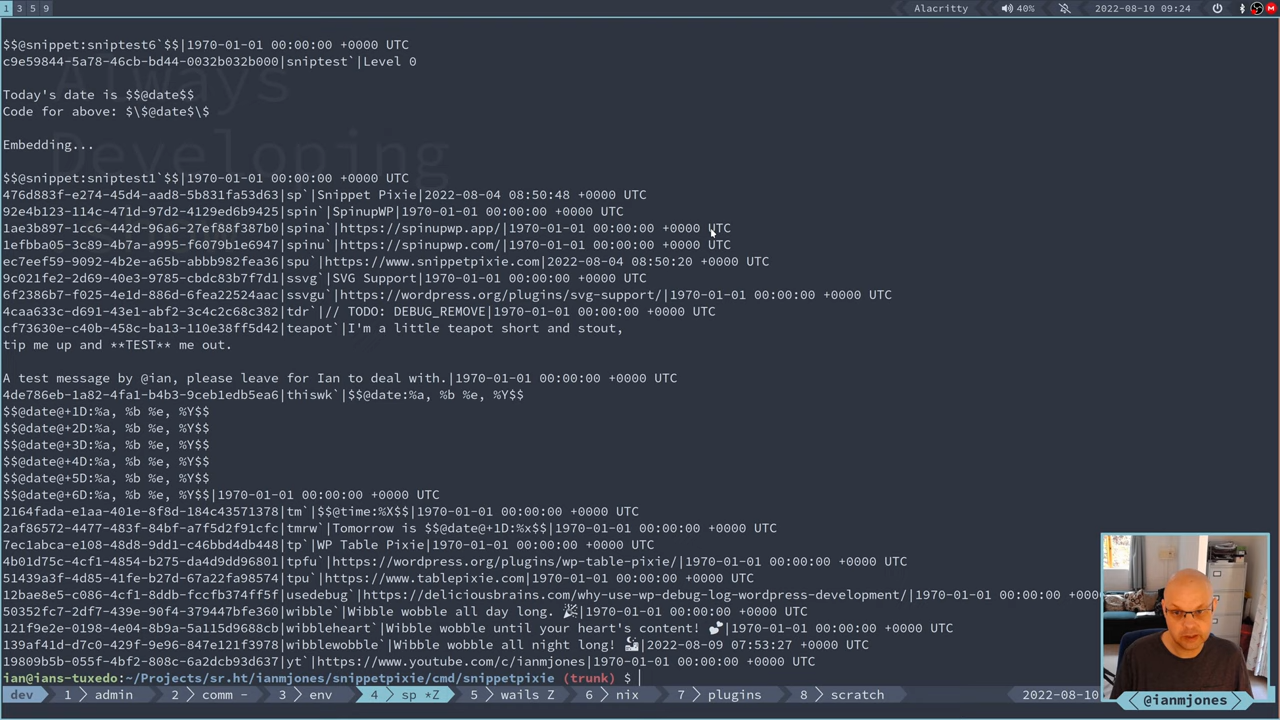 1 3 5 9
Alacritty
40%
2022-08-10 09:24
Always
Developing
$$@snippet:sniptest6`$$|1970-01-01 00:00:00 +0000 UTC
c9e59844-5a78-46cb-bd44-0032b032b000|sniptest`|Level 0
Today's date is $$@date$$
Code for above: $\$@date$\$
Embedding...
$$@snippet:sniptest1`$$|1970-01-01 00:00:00 +0000 UTC
476d883f-e274-45d4-aad8-5b831fa53d63|sp`|Snippet Pixie|2022-08-04 08:50:48 +0000 UTC
92e4b123-114c-471d-97d2-4129ed6b9425|spin`|SpinupWP|1970-01-01 00:00:00 +0000 UTC
1ae3b897-1cc6-442d-96a6-27ef88f387b0|spina`|https://spinupwp.app/|1970-01-01 00:00:00 +0000 UTC
1efbba05-3c89-4b7a-a995-f6079b1e6947|spinu`|https://spinupwp.com/|1970-01-01 00:00:00 +0000 UTC
ec7eef59-9092-4b2e-a65b-abbb982fea36|spu`|https://www.snippetpixie.com|2022-08-04 08:50:20 +0000 UTC
9c021fe2-2d69-40e3-9785-cbdc83b7f7d1|ssvg`|SVG Support|1970-01-01 00:00:00 +0000 UTC
6f2386b7-f025-4e1d-886d-6fea22524aac|ssvgu`|https://wordpress.org/plugins/svg-support/|1970-01-01 00:00:00 +0000 UTC
4caa633c-d691-43e1-abf2-3c4c2c68c382|tdr`|// TODO: DEBUG_REMOVE|1970-01-01 00:00:00 +0000 UTC
cf73630e-c40b-458c-ba13-110e38ff5d42|teapot`|I'm a little teapot short and stout,
tip me up and **TEST** me out.
A test message by @ian, please leave for Ian to deal with.|1970-01-01 00:00:00 +0000 UTC
4de786eb-1a82-4fa1-b4b3-9ceb1edb5ea6|thiswk`|$$@date:%a, %b %e, %Y$$
$$@date@+1D:%a, %b %e, %Y$$
$$@date@+2D:%a, %b %e, %Y$$
$$@date@+3D:%a, %b %e, %Y$$
$$@date@+4D:%a, %b %e, %Y$$
$$@date@+5D:%a, %b %e, %Y$$
$$@date@+6D:%a, %b %e, %Y$$|1970-01-01 00:00:00 +0000 UTC
2164fada-e1aa-401e-8f8d-184c43571378|tm`|$$@time:%X$$|1970-01-01 00:00:00 +0000 UTC
2af86572-4477-483f-84bf-a7f5d2f91cfc|tmrw`|Tomorrow is $$@date@+1D:%x$$|1970-01-01 00:00:00 +0000 UTC
7ec1abca-e108-48d8-9dd1-c46bbd4db448|tp`|WP Table Pixie|1970-01-01 00:00:00 +0000 UTC
4b01d75c-4cf1-4854-b275-da4d9dd96801|tpfu`|https://wordpress.org/plugins/wp-table-pixie/|1970-01-01 00:00:00 +0000 UTC
51439a3f-4d85-41fe-b27d-67a22fa98574|tpu`|https://www.tablepixie.com|1970-01-01 00:00:00 +0000 UTC
12bae8e5-c086-4cf1-8ddb-fccfb374ff5f|usedebug`|https://deliciousbrains.com/why-use-wp-debug-log-wordpress-development/|1970-01-01 00:00:00 +0000
50352fc7-2df7-439e-90f4-379447bfe360|wibble`|Wibble wobble all day long. 🎉|1970-01-01 00:00:00 +0000 UTC
121f9e2e-0198-4e04-8b9a-5a115d9688cb|wibbleheart`|Wibble wobble until your heart's content! 💕|1970-01-01 00:00:00 +0000 UTC
139af41d-d7c0-429f-9e96-847e121f3978|wibblewobble`|Wibble wobble all night long! |2022-08-09 07:53:27 +0000 UTC
19809b5b-055f-4bf2-808c-6a2dcb93d637|yt`|https://www.youtube.com/c/ianmjones|1970-01-01 00:00:00 +0000 UTC
ian@ians-tuxedo:~/Projects/sr.ht/ianmjones/snippetpixie/cmd/snippetpixie (trunk) $
dev 1 admin 2 comm - 3 env 4 sp *Z 5 wails Z 6 nix 7 plugins 8 scratch 2022-08-10
@ianmjones